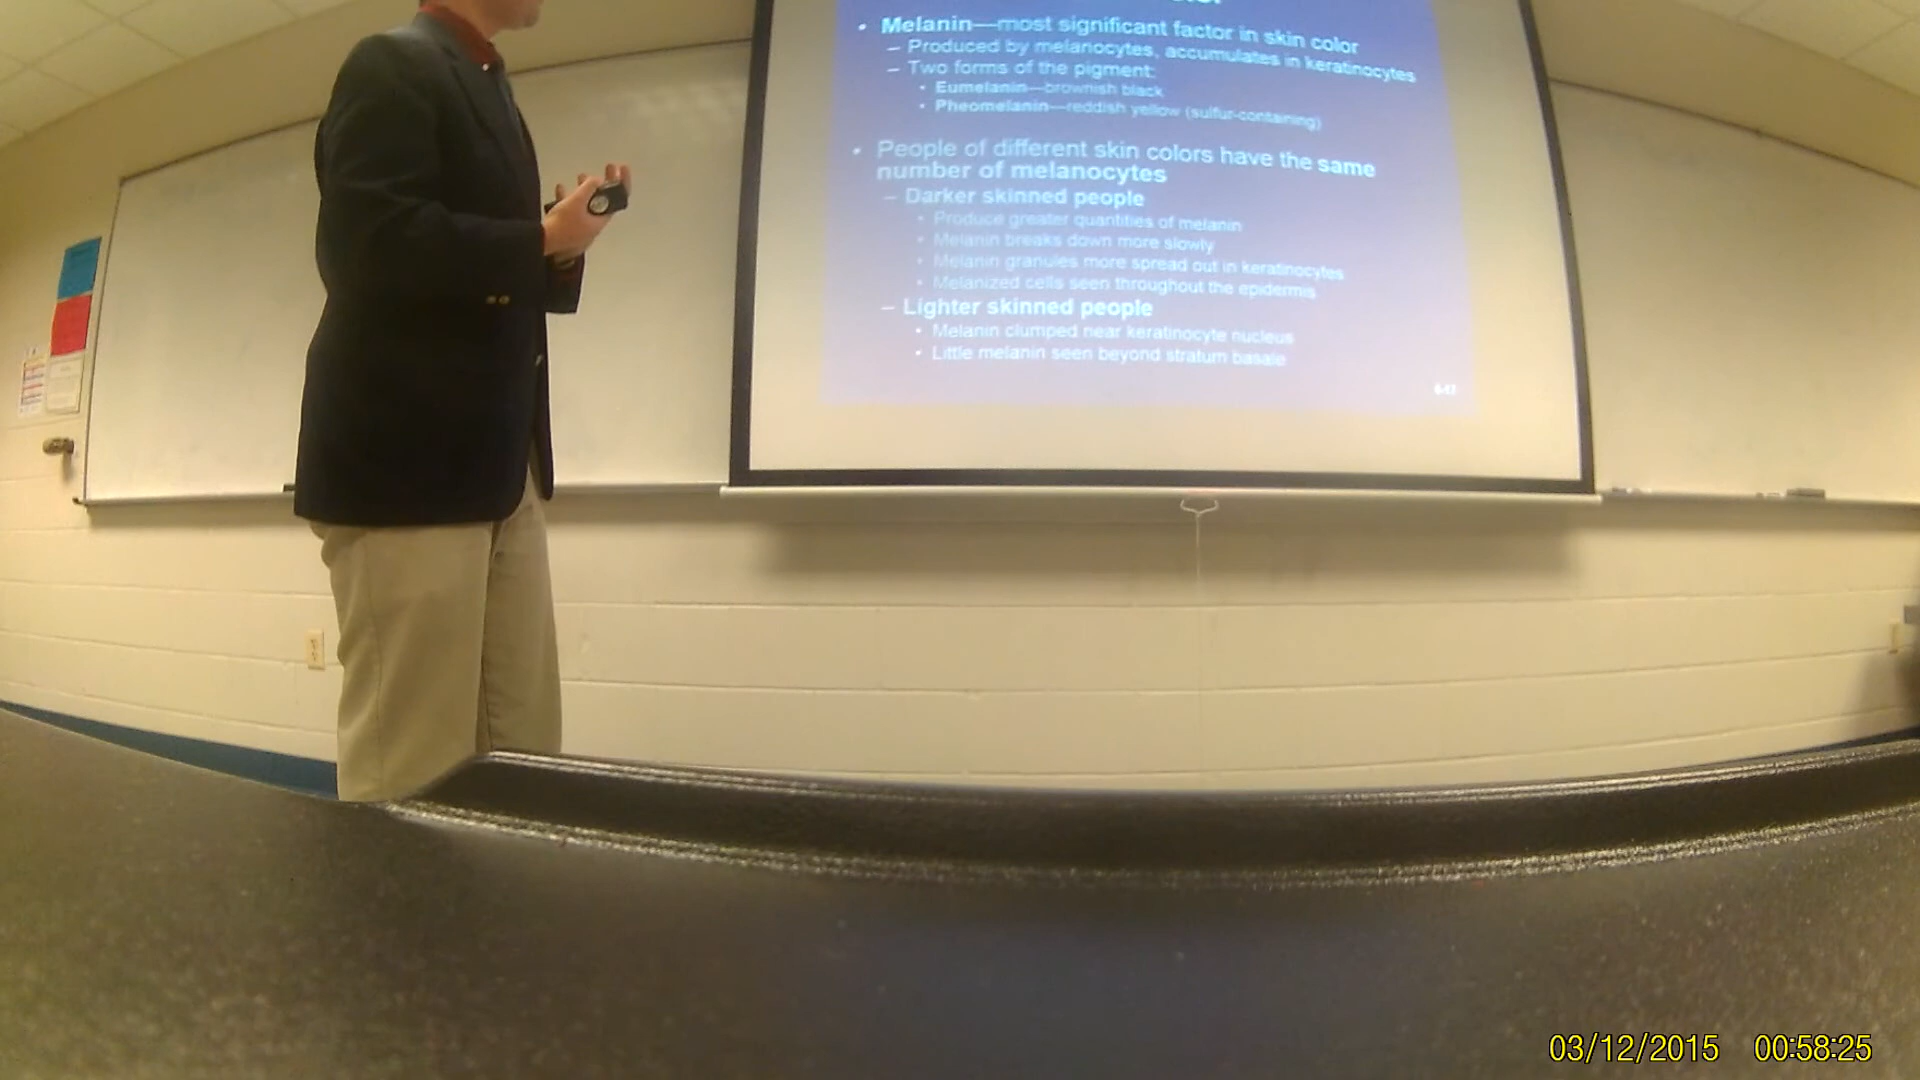 • Melanin—most significant factor in skin color
– Produced by melanocytes, accumulates in keratinocytes
– Two forms of the pigment:
• Eumelanin—brownish black
• Pheomelanin—reddish yellow (sulfur-containing)
• People of different skin colors have the same
number of melanocytes
– Darker skinned people
• Produce greater quantities of melanin
• Melanin breaks down more slowly
• Melanin granules more spread out in keratinocytes
• Melanized cells seen throughout the epidermis
– Lighter skinned people
• Melanin clumped near keratinocyte nucleus
• Little melanin seen beyond stratum basale
03/12/2015 00:58:25